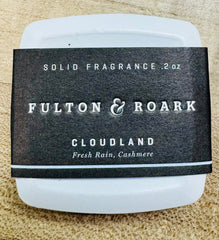 SOLID FRAGRANCE .2 oz
FULTON & ROARK
CLOUDLAND
Fresh Rain, Cashmere